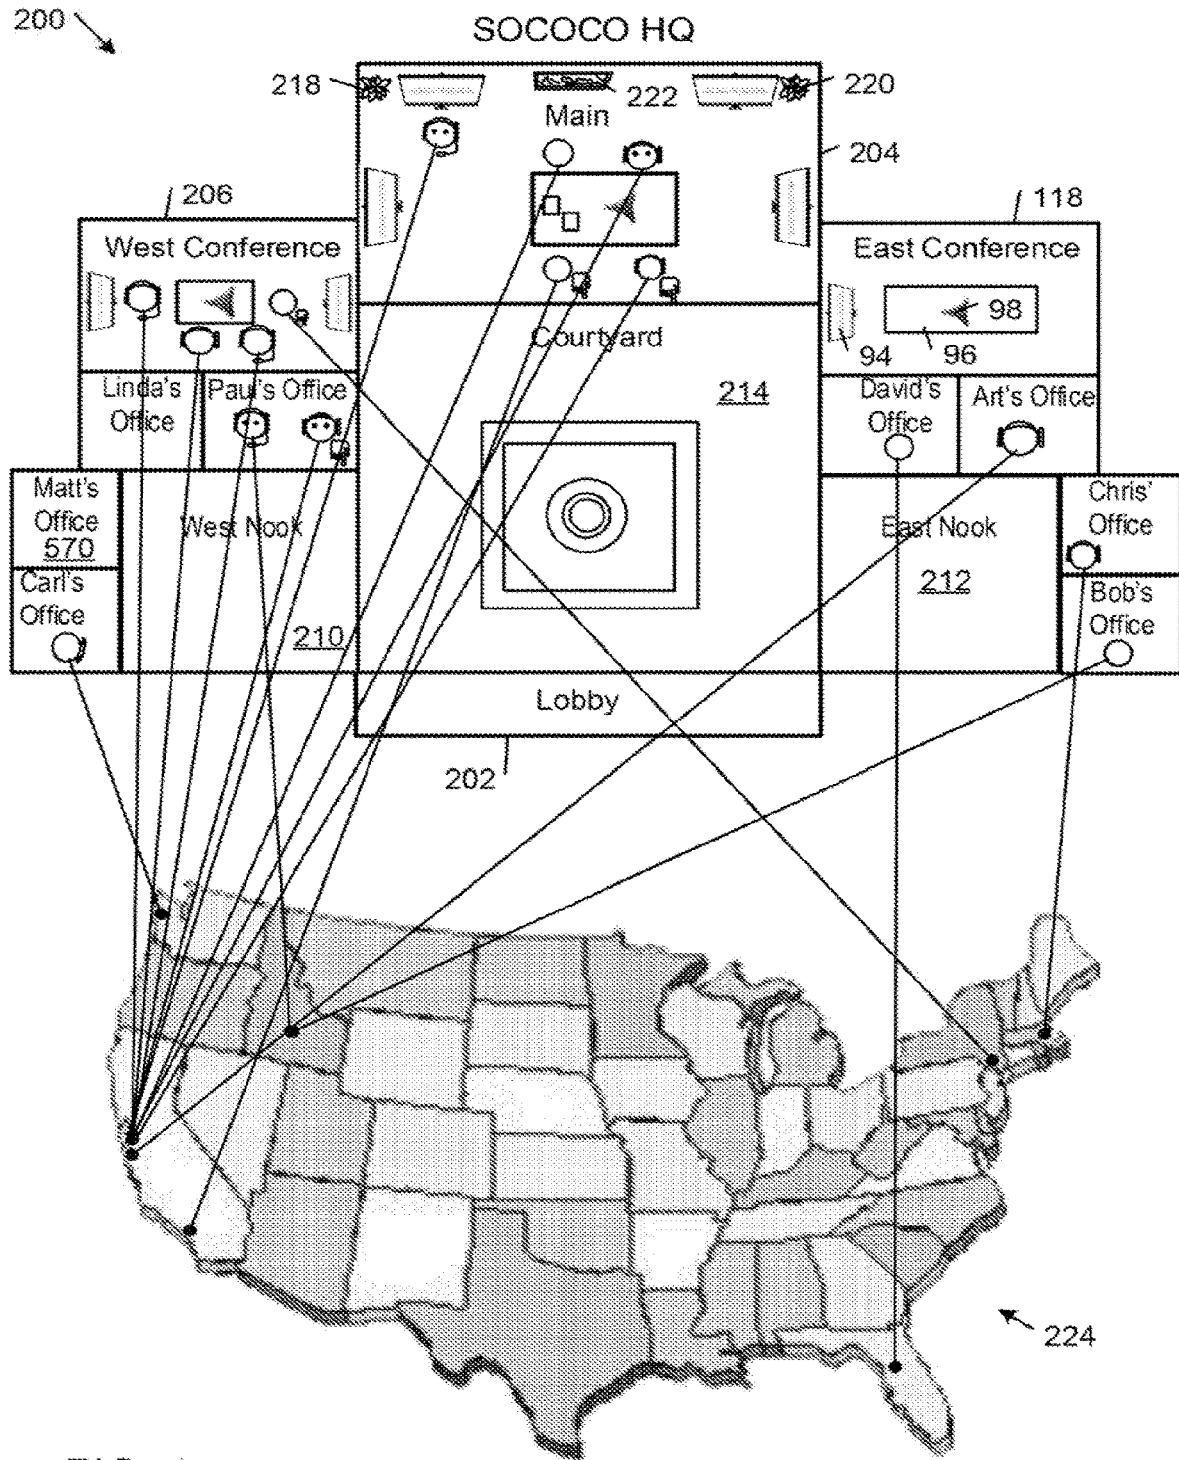 200
SOCOCO HQ
218
222
220
Main
204
206
118
West Conference
East Conference
98
94
96
Courtyard
Linda's
Office
Paul's Office
214
David's
Office
Art's Office
Matt's
Office
570
West Nook
East Nook
Chris'
Office
Carl's
Office
210
212
Bob's
Office
Lobby
202
224